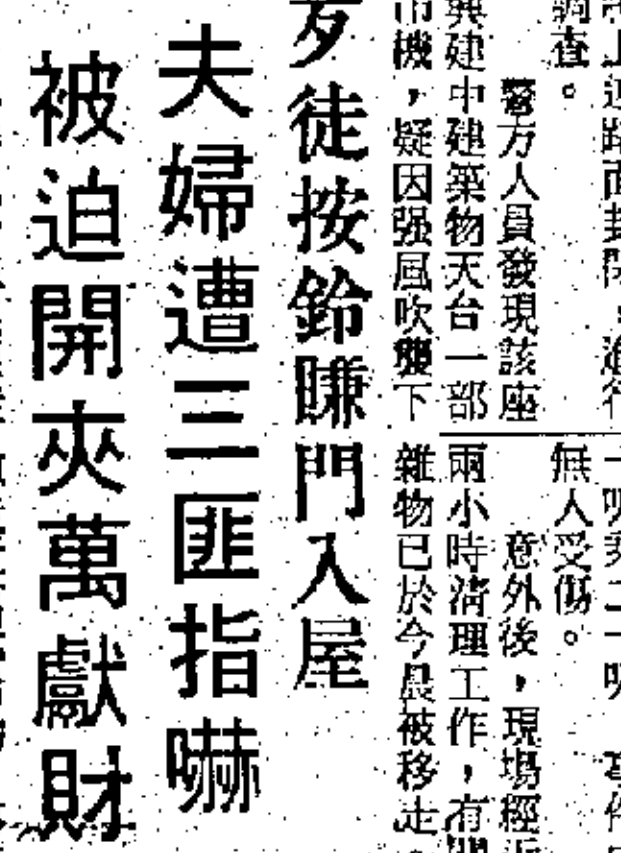 調查。
警方人員發現該座
興建中建築物天台一部
機，疑因强風吹襲下
無人受傷。
意外後，現場經
兩小時清理工作，有
雜物已於今晨被移走。
歹徒按鈴賺門入屋
夫婦遭三匪指嚇
被迫開夾萬獻財